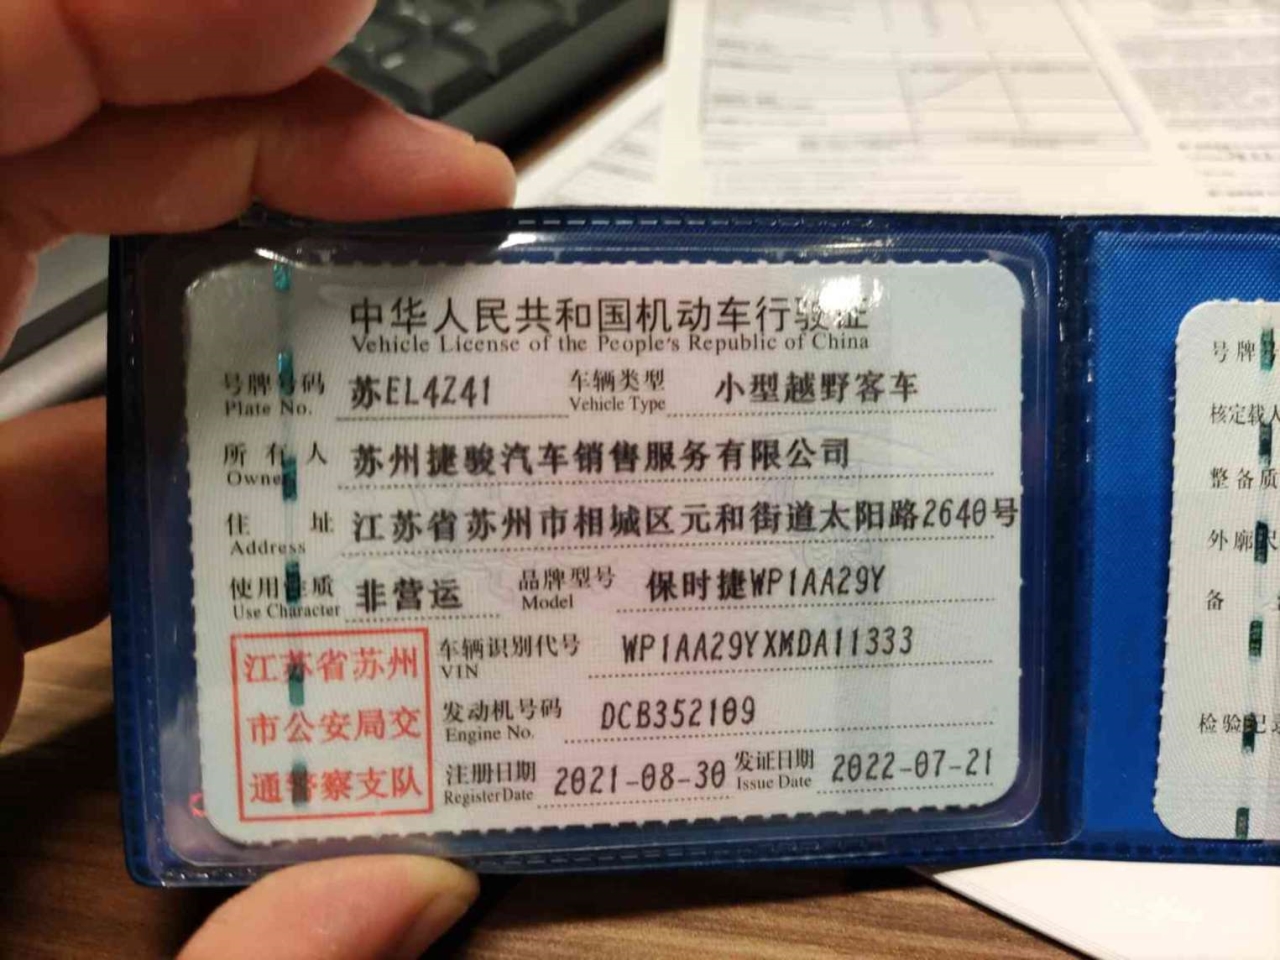 中华人民共和国机动车行驶证
Vehicle License of the People's Republic of China
号牌号码 苏EL4Z41 车辆类型 小型越野客车
Plate No. Vehicle Type
所有人 苏州捷骏汽车销售服务有限公司
Owner
住址 江苏省苏州市相城区元和街道太阳路2640号
Address
使用性质 非营运 品牌型号 保时捷WP1AA29Y
Use Character Model
江苏省苏州
市公安局交
通警察支队
车辆识别代号 WP1AA29YXMDA11333
VIN
发动机号码 DCB352109
Engine No.
注册日期 2021-08-30 发证日期 2022-07-21
Register Date Issue Date
号牌号
核定载人
整备质
外廓尺
备
检验记录